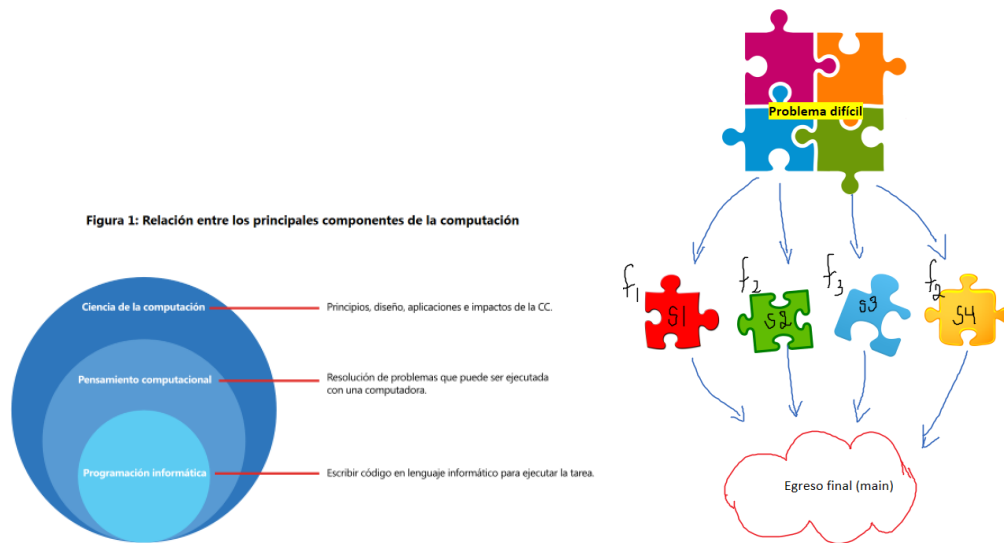 Figura 1: Relación entre los principales componentes de la computación
Ciencia de la computación
Principios, diseño, aplicaciones e impactos de la CC.
Pensamiento computacional
Resolución de problemas que puede ser ejecutada
con una computadora.
Programación informática
Escribir código en lenguaje informático para ejecutar la tarea.
Problema difícil
f1
f2
f3
f2
S1
S2
S3
S4
Egreso final (main)